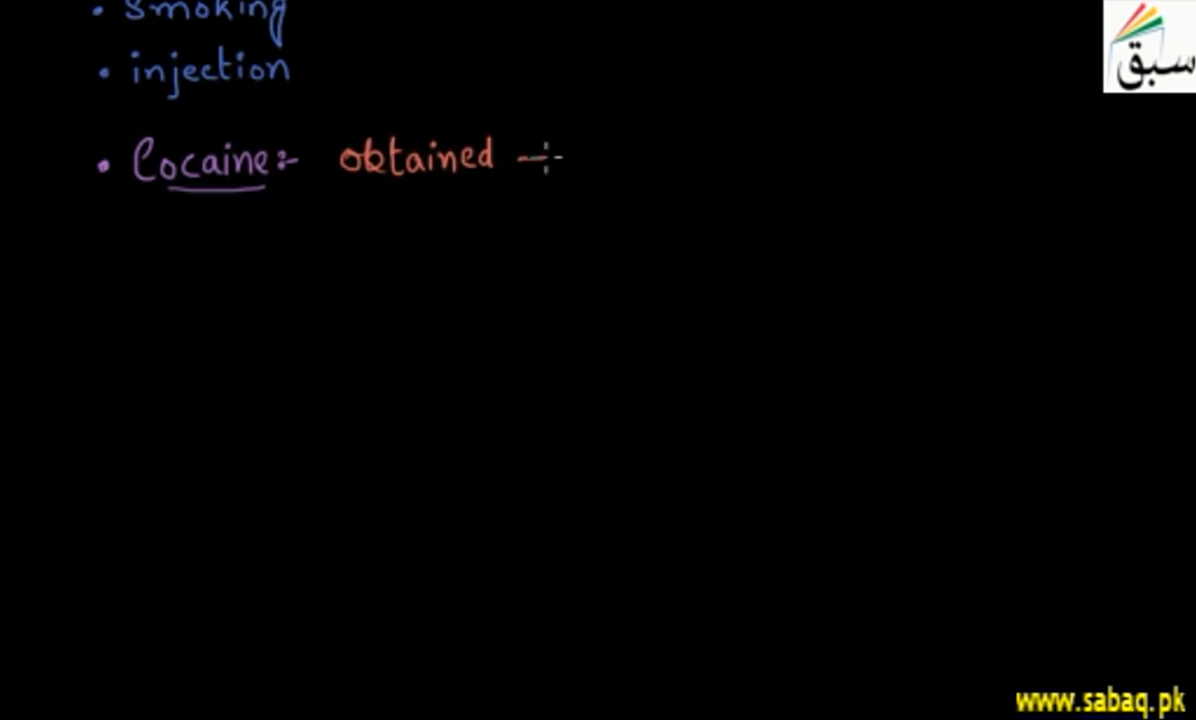 • Smoking
• injection
• Cocaine:- obtained —
سبق
www.sabaq.pk